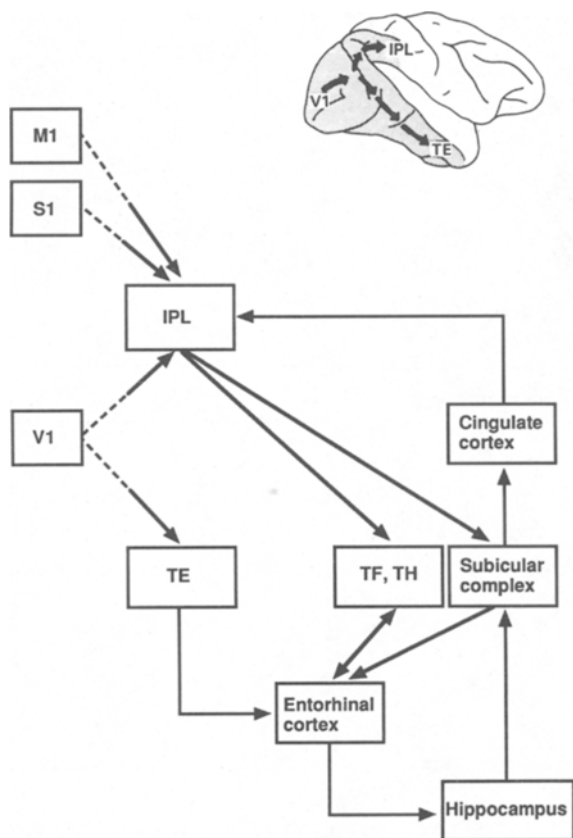 IPL
V1
TE
M1
S1
IPL
V1
Cingulate
cortex
TE
TF, TH
Subicular
complex
Entorhinal
cortex
Hippocampus